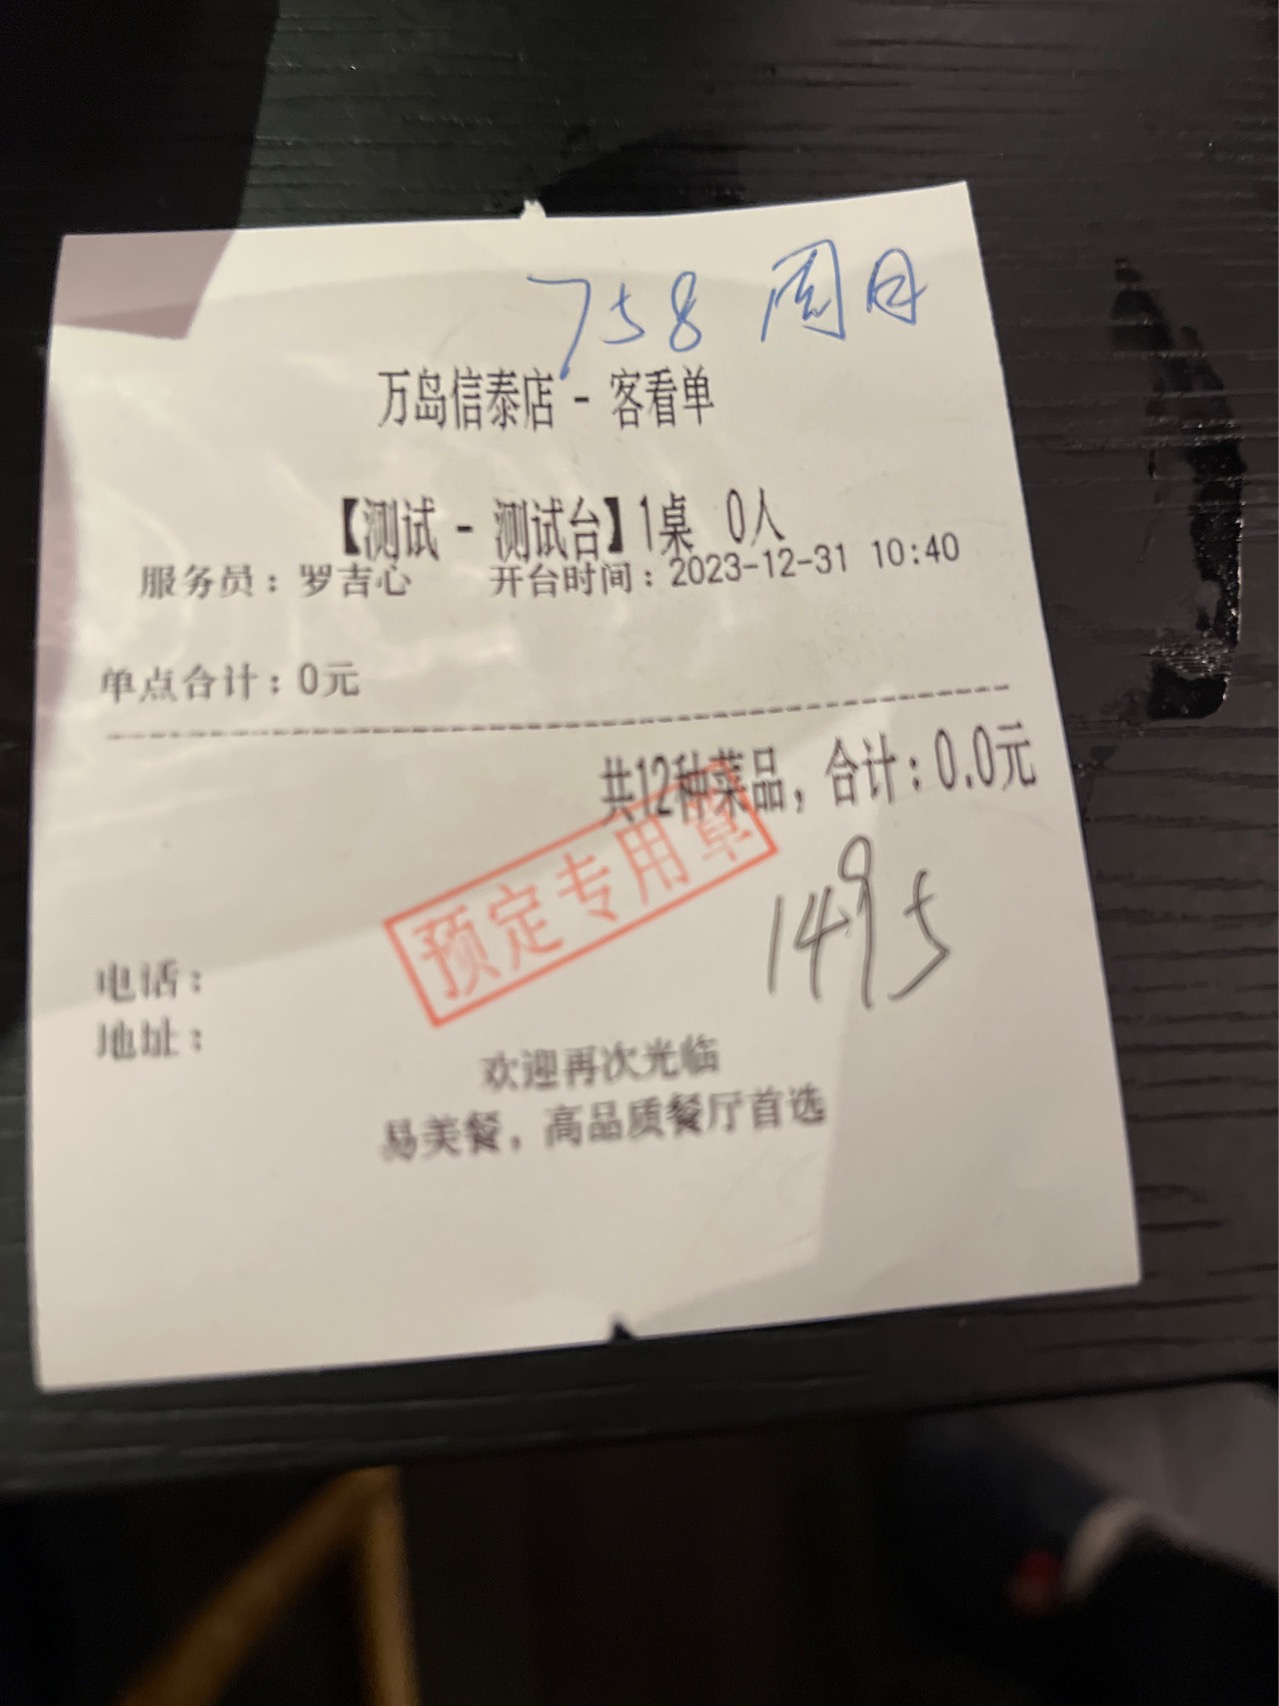 758 周日
万岛信泰店 - 客看单
【测试 - 测试台】1桌 0人
服务员：罗吉心 开台时间：2023-12-31 10:40
单点合计：0元
共12种菜品，合计：0.0元
预定专用章
1495
电话：
地址：
欢迎再次光临
易美餐，高品质餐厅首选